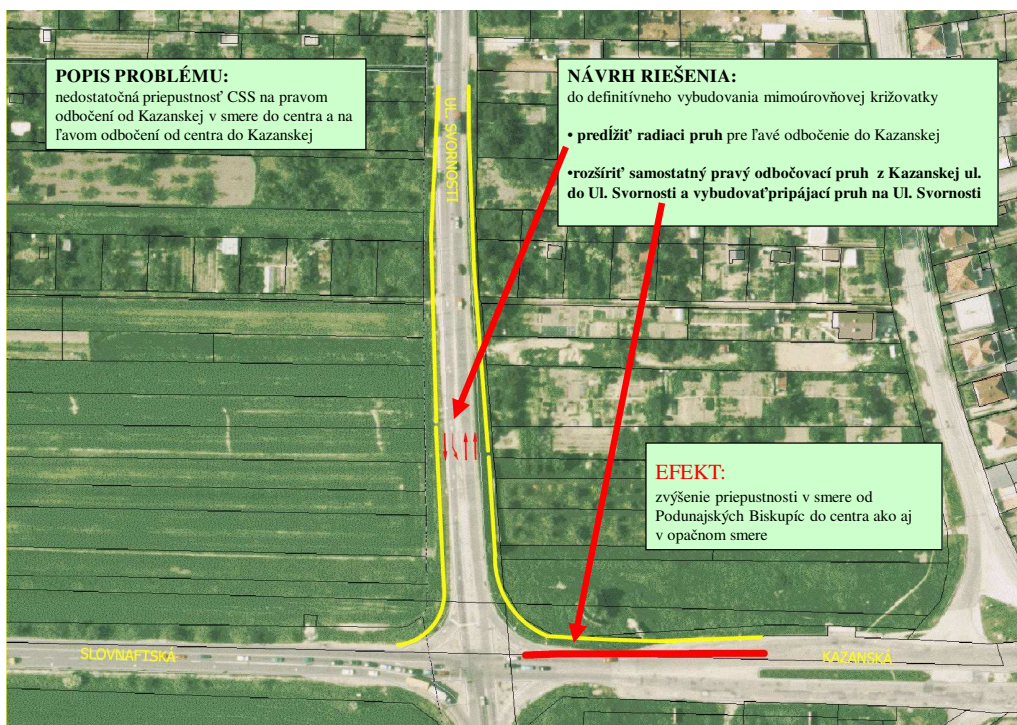 POPIS PROBLÉMU:
nedostatočná priepustnosť CSS na pravom
odbočení od Kazanskej v smere do centra a na
ľavom odbočení od centra do Kazanskej
NÁVRH RIEŠENIA:
do definitívneho vybudovania mimoúrovňovej križovatky
• predĺžiť radiaci pruh pre ľavé odbočenie do Kazanskej
•rozšíriť samostatný pravý odbočovací pruh z Kazanskej ul.
do Ul. Svornosti a vybudovaťpripájací pruh na Ul. Svornosti
UL. SVORNOSTI
EFEKT:
zvýšenie priepustnosti v smere od
Podunajských Biskupíc do centra ako aj
v opačnom smere
SLOVNAFTSKÁ
KAZANSKÁ